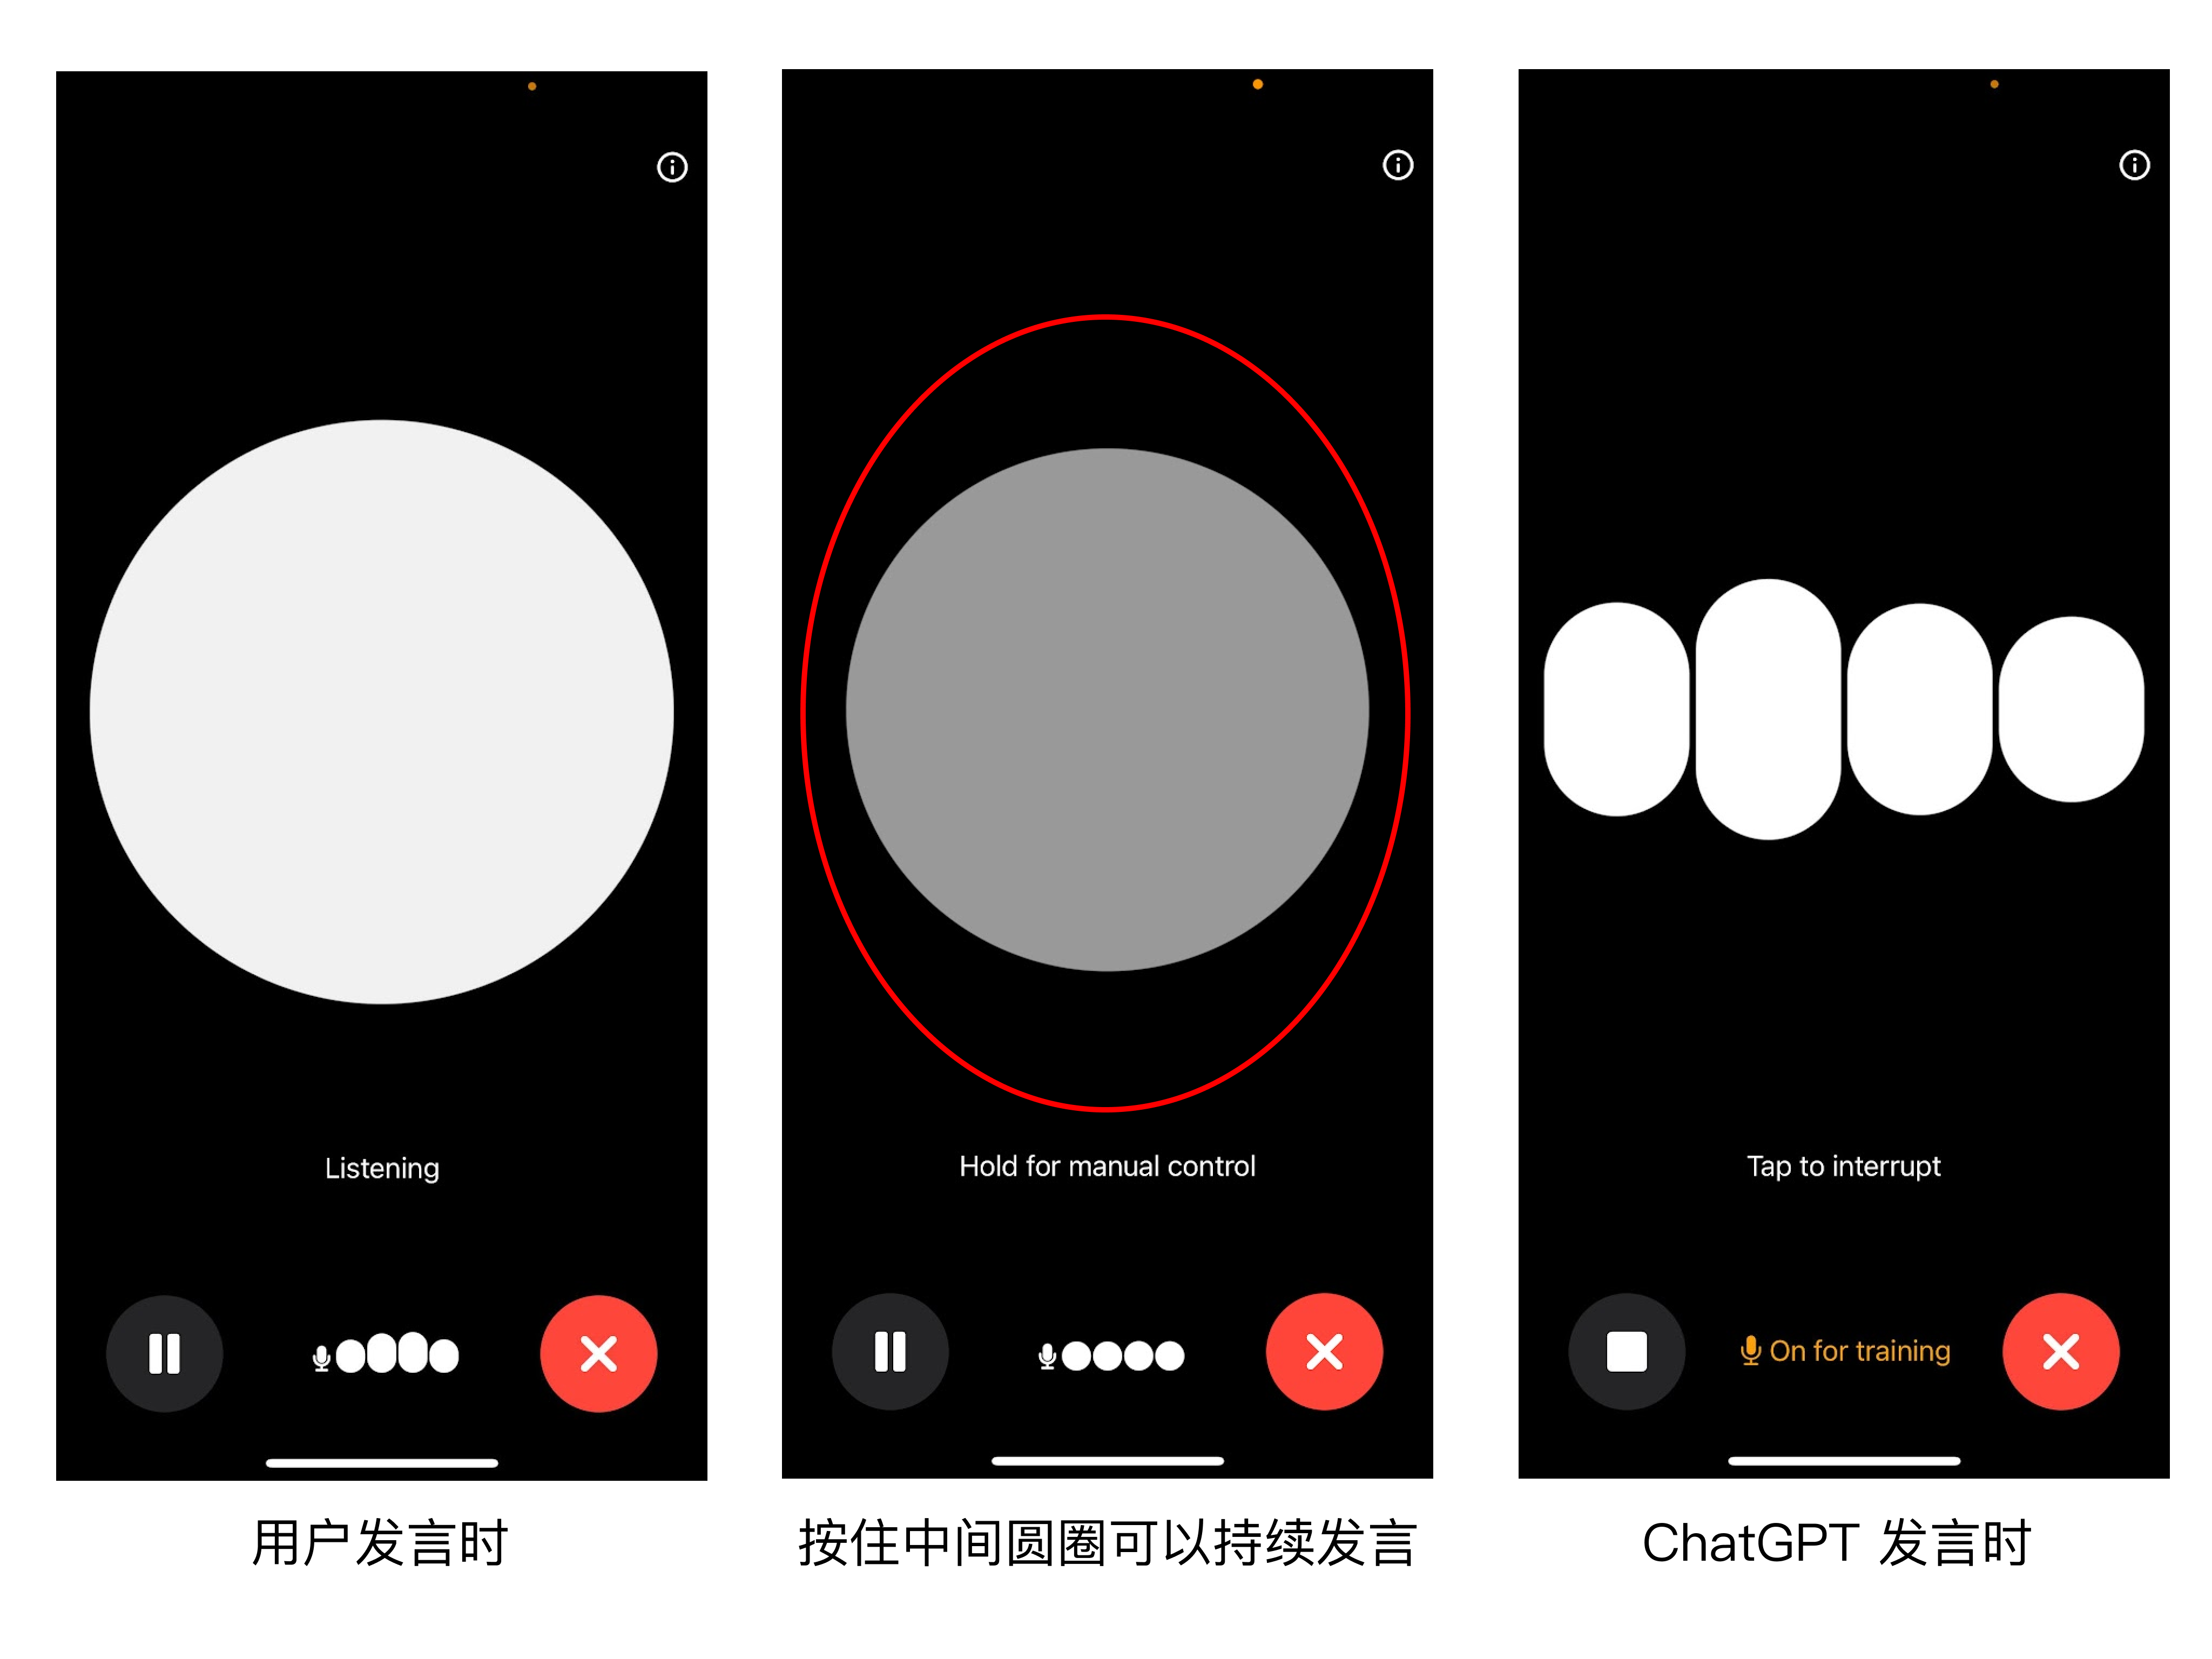 Listening
Hold for manual control
Tap to interrupt
On for training
用户发言时
按住中间圆圈可以持续发言
ChatGPT 发言时